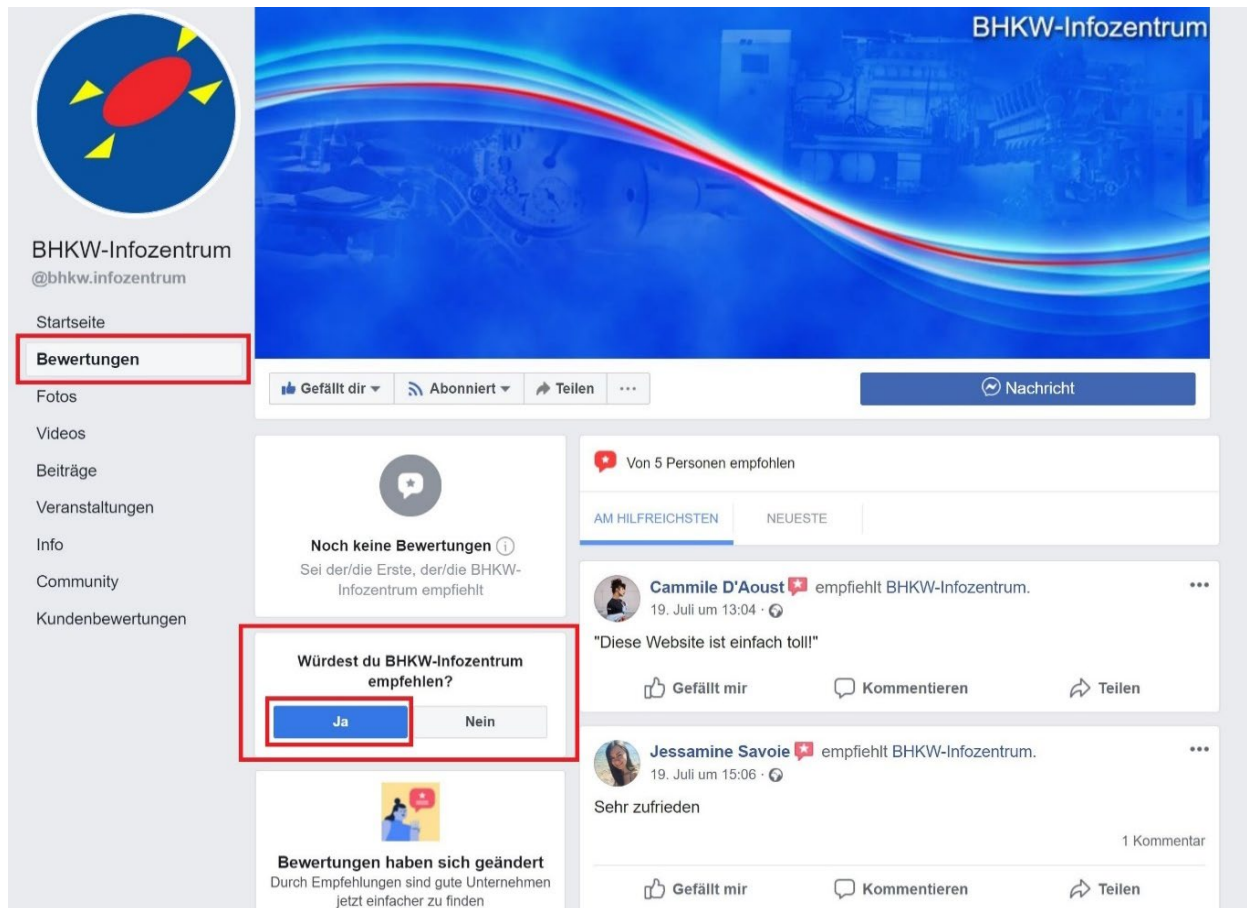 BHKW-Infozentrum
BHKW-Infozentrum
@bhkw.infozentrum
Startseite
Bewertungen
Fotos
Videos
Beiträge
Veranstaltungen
Info
Community
Kundenbewertungen
Gefällt dir
Abonniert
Teilen
Nachricht
Noch keine Bewertungen
Sei der/die Erste, der/die BHKW-
Infozentrum empfiehlt
Würdest du BHKW-Infozentrum
empfehlen?
Ja
Nein
Bewertungen haben sich geändert
Durch Empfehlungen sind gute Unternehmen
jetzt einfacher zu finden
Von 5 Personen empfohlen
AM HILFREICHSTEN
NEUESTE
Cammile D'Aoust empfiehlt BHKW-Infozentrum.
19. Juli um 13:04 ·
"Diese Website ist einfach toll!"
Gefällt mir
Kommentieren
Teilen
Jessamine Savoie empfiehlt BHKW-Infozentrum.
19. Juli um 15:06 ·
Sehr zufrieden
1 Kommentar
Gefällt mir
Kommentieren
Teilen